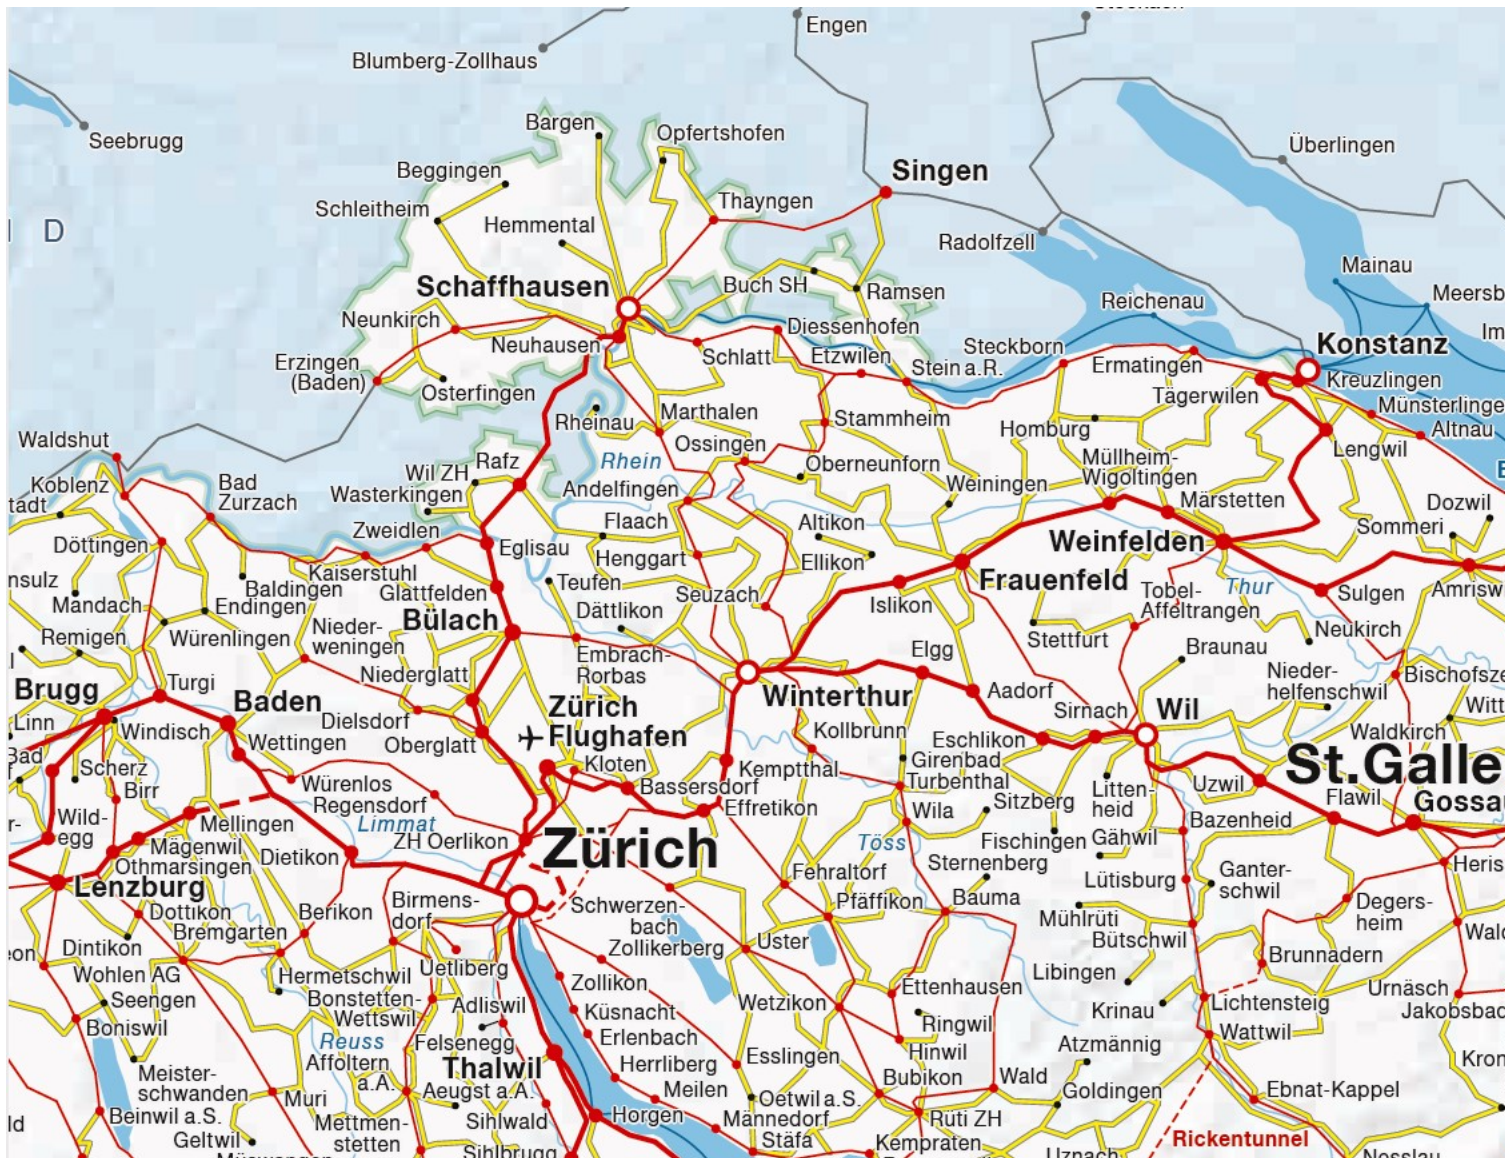 Engen
Blumberg-Zollhaus
Seebrugg
Bargen
Opfertshofen
Überlingen
Beggingen
Singen
Schleitheim
Thayngen
D
Hemmental
Radolfzell
Mainau
Schaffhausen
Buch SH
Ramsen
Reichenau
Neunkirch
Diessenhofen
Neuhausen
Schlatt
Etzwilen
Steckborn
Konstanz
Erzingen
(Baden)
Stein a.R.
Ermatingen
Kreuzlingen
Osterfingen
Tägerwilen
Rheinau
Marthalen
Stammheim
Homburg
Altnau
Waldshut
Ossingen
Lengwil
Rafz
Rhein
Oberneunforn
Müllheim-
Wigoltingen
Wil ZH
Koblenz
Bad
Zurzach
Wasterkingen
Andelfingen
Weiningen
Märstetten
Dozwil
Flaach
Altikon
Sommeri
Zweidlen
Döttingen
Eglisau
Henggart
Ellikon
Weinfelden
Kaiserstuhl
Baldingen
Glattfelden
Teufen
Frauenfeld
Thur
Mandach
Endingen
Seuzach
Islikon
Tobel-
Affeltrangen
Sulgen
Bülach
Dättlikon
Remigen
Würenlingen
Nieder-
weningen
Stettfurt
Neukirch
Embrach-
Rorbas
Elgg
Braunau
Niederglatt
Nieder-
helfenschwil
Brugg
Turgi
Baden
Winterthur
Aadorf
Linn
Windisch
Dielsdorf
Zürich
Flughafen
Sirnach
Wil
Bad
Wettingen
Oberglatt
Kollbrunn
Eschlikon
Waldkirch
Scherz
Birr
Würenlos
Kloten
Kemptthal
Girenbad
Turbenthal
St.Galle
Regensdorf
Bassersdorf
Sitzberg
Litten-
heid
Uzwil
Flawil
Wild-
egg
Mellingen
Limmat
Effretikon
Wila
Bazenheid
Mägenwil
ZH Oerlikon
Zürich
Töss
Fischingen
Gähwil
Othmarsingen
Dietikon
Sternenberg
Lenzburg
Fehraltorf
Lütisburg
Ganter-
schwil
Dottikon
Birmens-
dorf
Schwerzen-
bach
Pfäffikon
Bauma
Degers-
heim
Bremgarten
Berikon
Mühlrüti
Dintikon
Zollikerberg
Uster
Bütschwil
Wohlen AG
Hermetschwil
Uetliberg
Brunnadern
Seengen
Bonstetten-
Wettswil
Zollikon
Libingen
Adliswil
Wetzikon
Ettenhausen
Urnäsch
Boniswil
Küsnacht
Krinau
Lichtensteig
Reuss
Felsenegg
Erlenbach
Ringwil
Wattwil
Meister-
schwanden
Affoltern
a.A.
Thalwil
Herrliberg
Esslingen
Hinwil
Atzmännig
Muri
Aeugst a.A.
Meilen
Bubikon
Wald
Goldingen
Ebnat-Kappel
Beinwil a.S.
Mettmen-
stetten
Sihlwald
Horgen
Oetwil a.S.
Männedorf
Rüti ZH
Geltwil
Stäfa
Kempraten
Rickentunnel
Sihlbrugg
Uznach